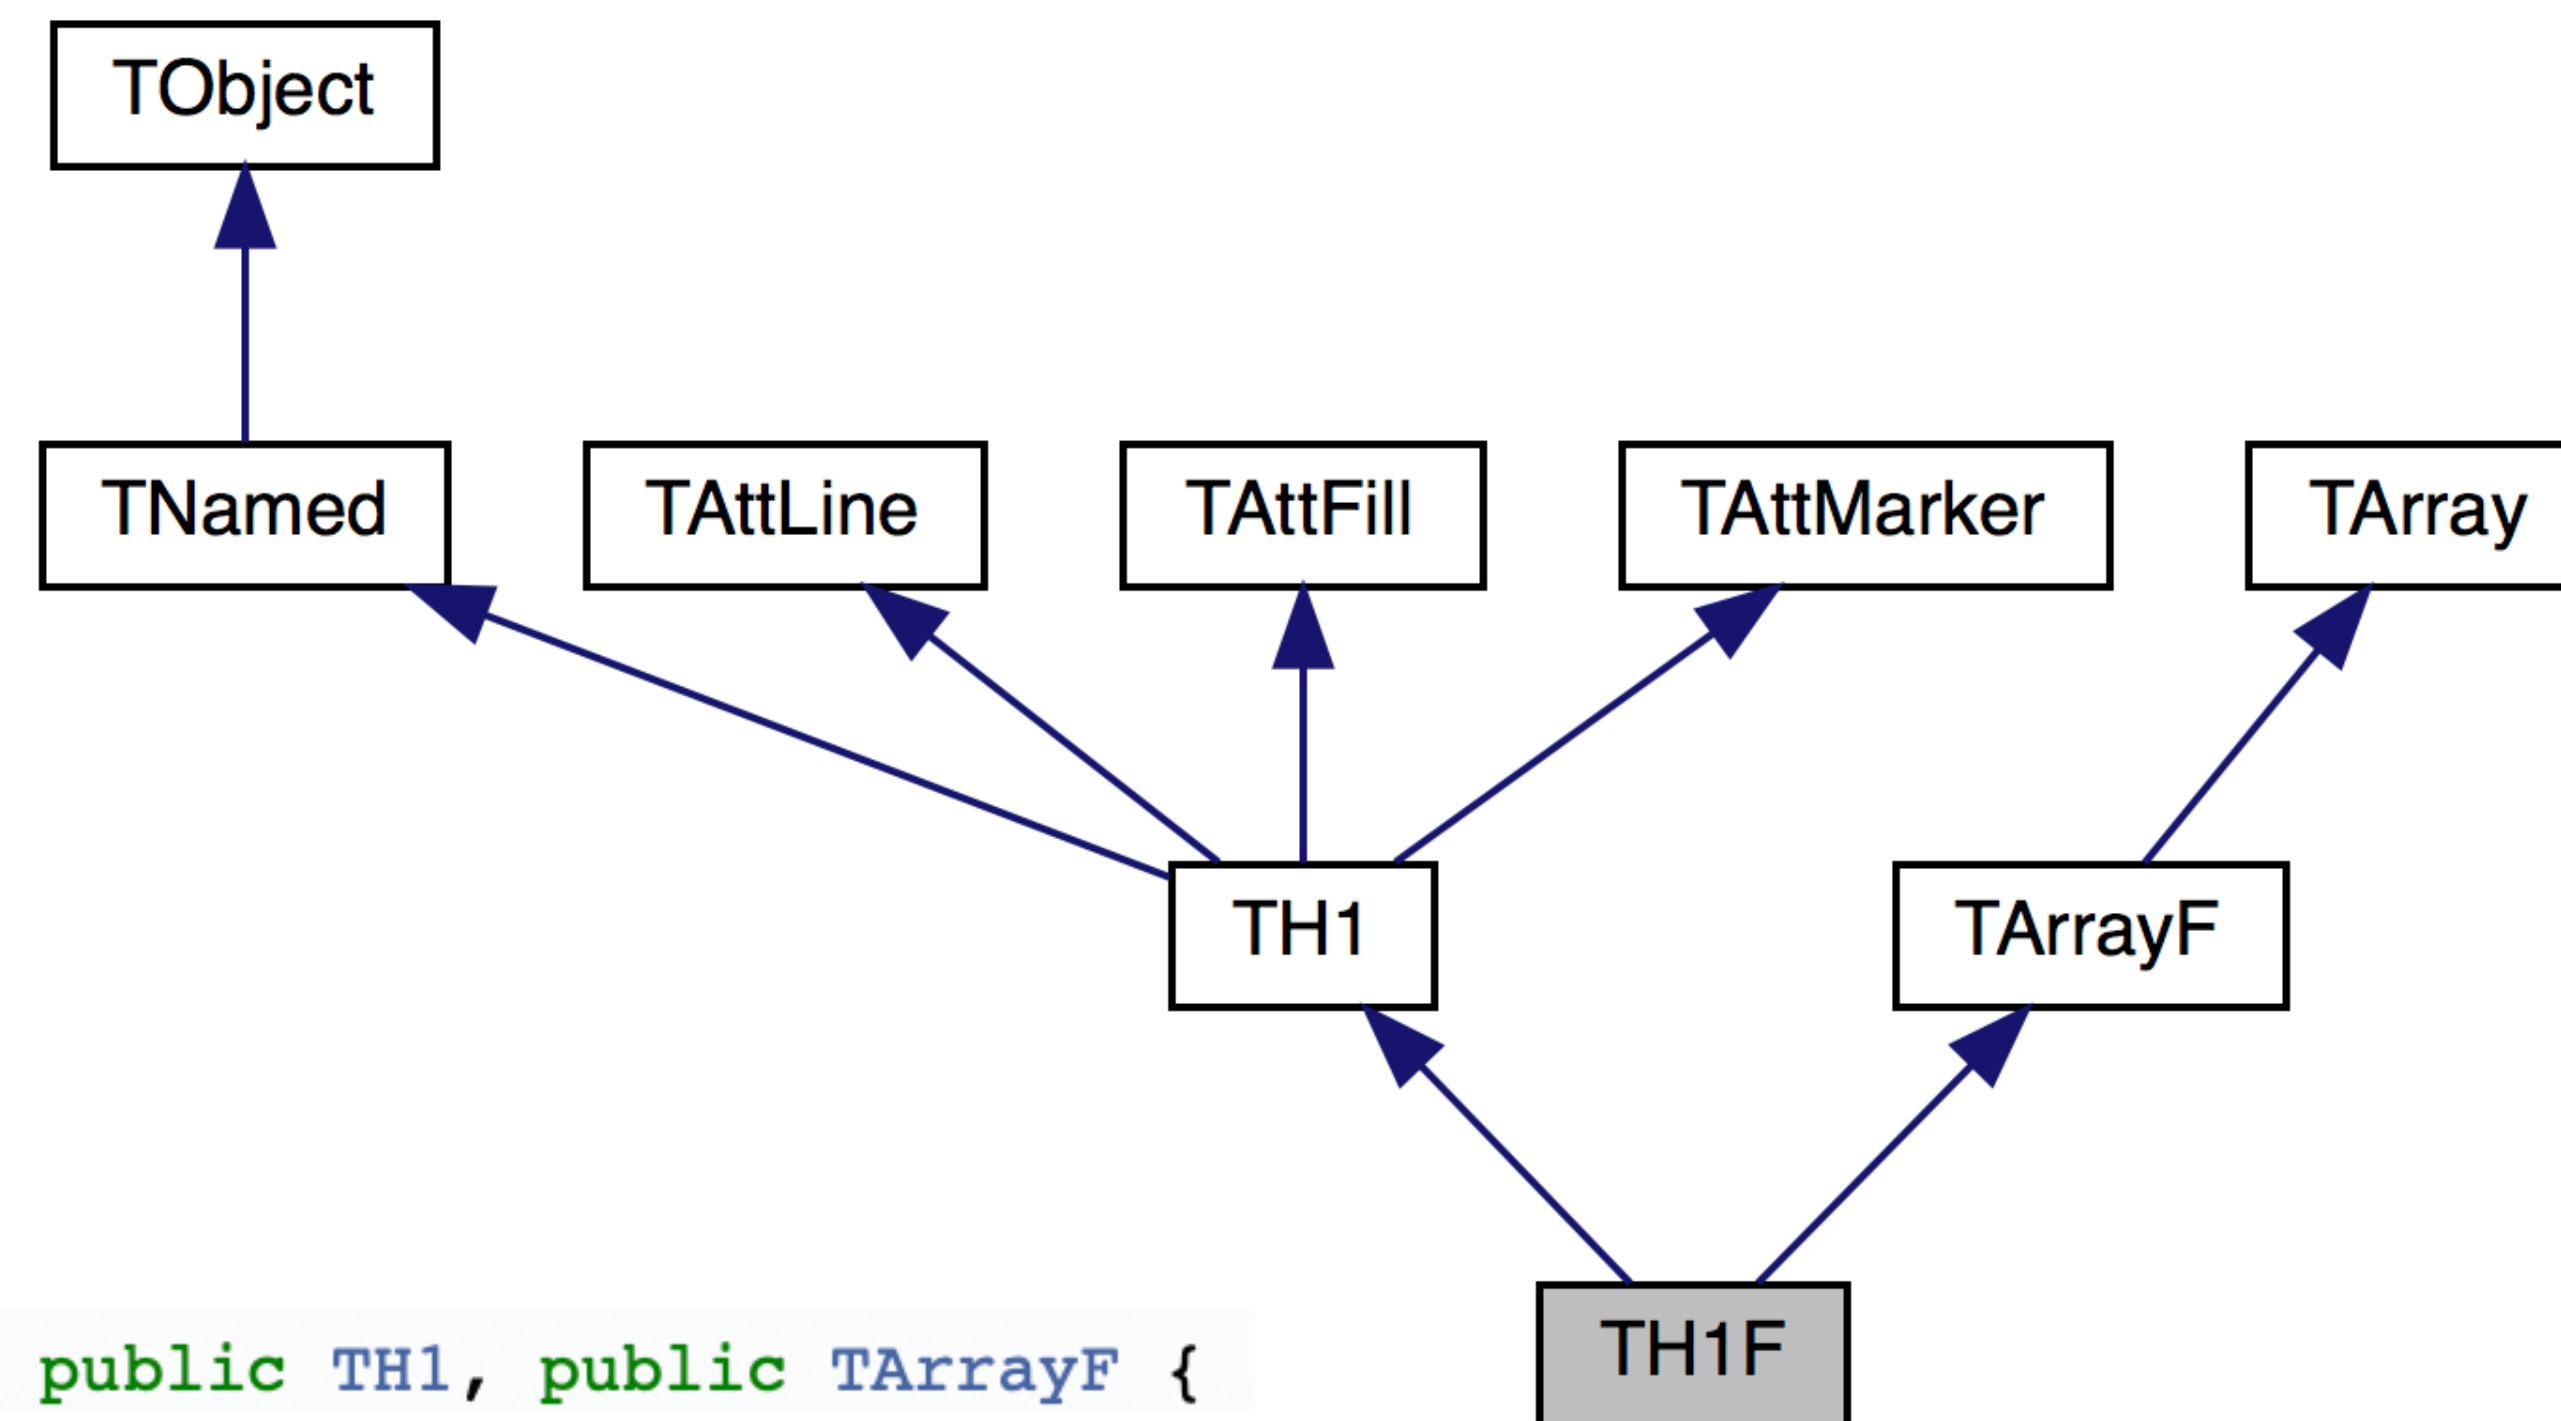 TObject
TNamed
TAttLine
TAttFill
TAttMarker
TArray
TH1
TArrayF
TH1F
public TH1, public TArrayF {